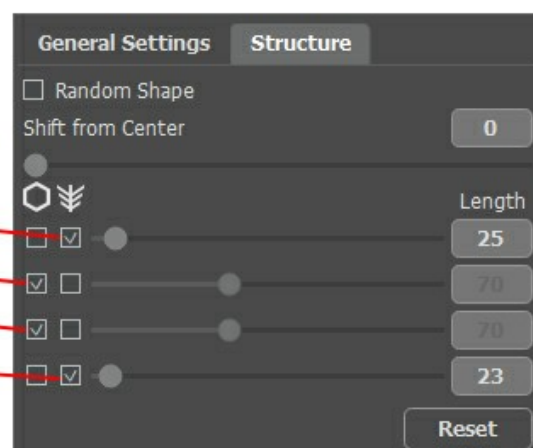 General Settings Structure
Random Shape
Shift from Center 0
Length
25
70
70
23
Reset